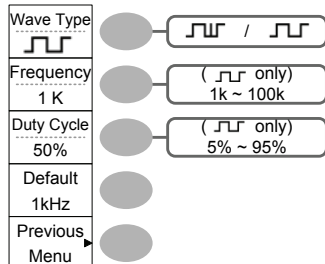 Wave Type
/
Frequency
1 K
( only)
1k ~ 100k
Duty Cycle
50%
( only)
5% ~ 95%
Default
1kHz
Previous
Menu